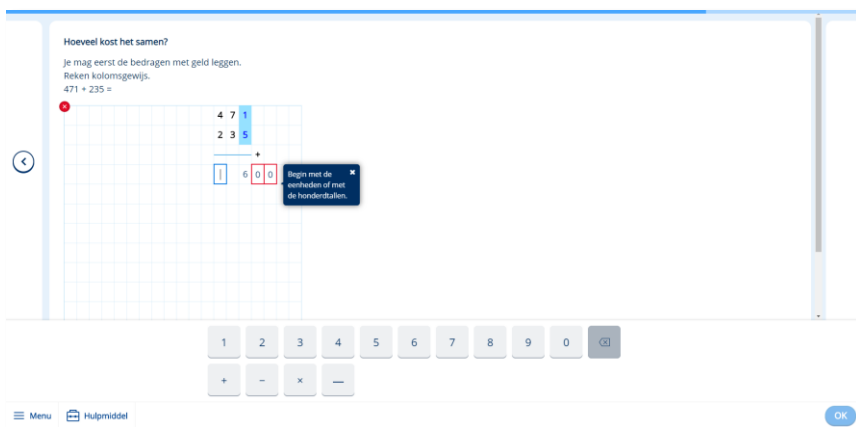 Hoeveel kost het samen?
Je mag eerst de bedragen met geld leggen.
Reken kolomsgewijs.
471 + 235 =
4 7 1
2 3 5
+
6 0 0
Begin met de
eenheden of met
de honderdtallen.
1 2 3 4 5 6 7 8 9 0
+ − × —
Menu Hulpmiddel OK